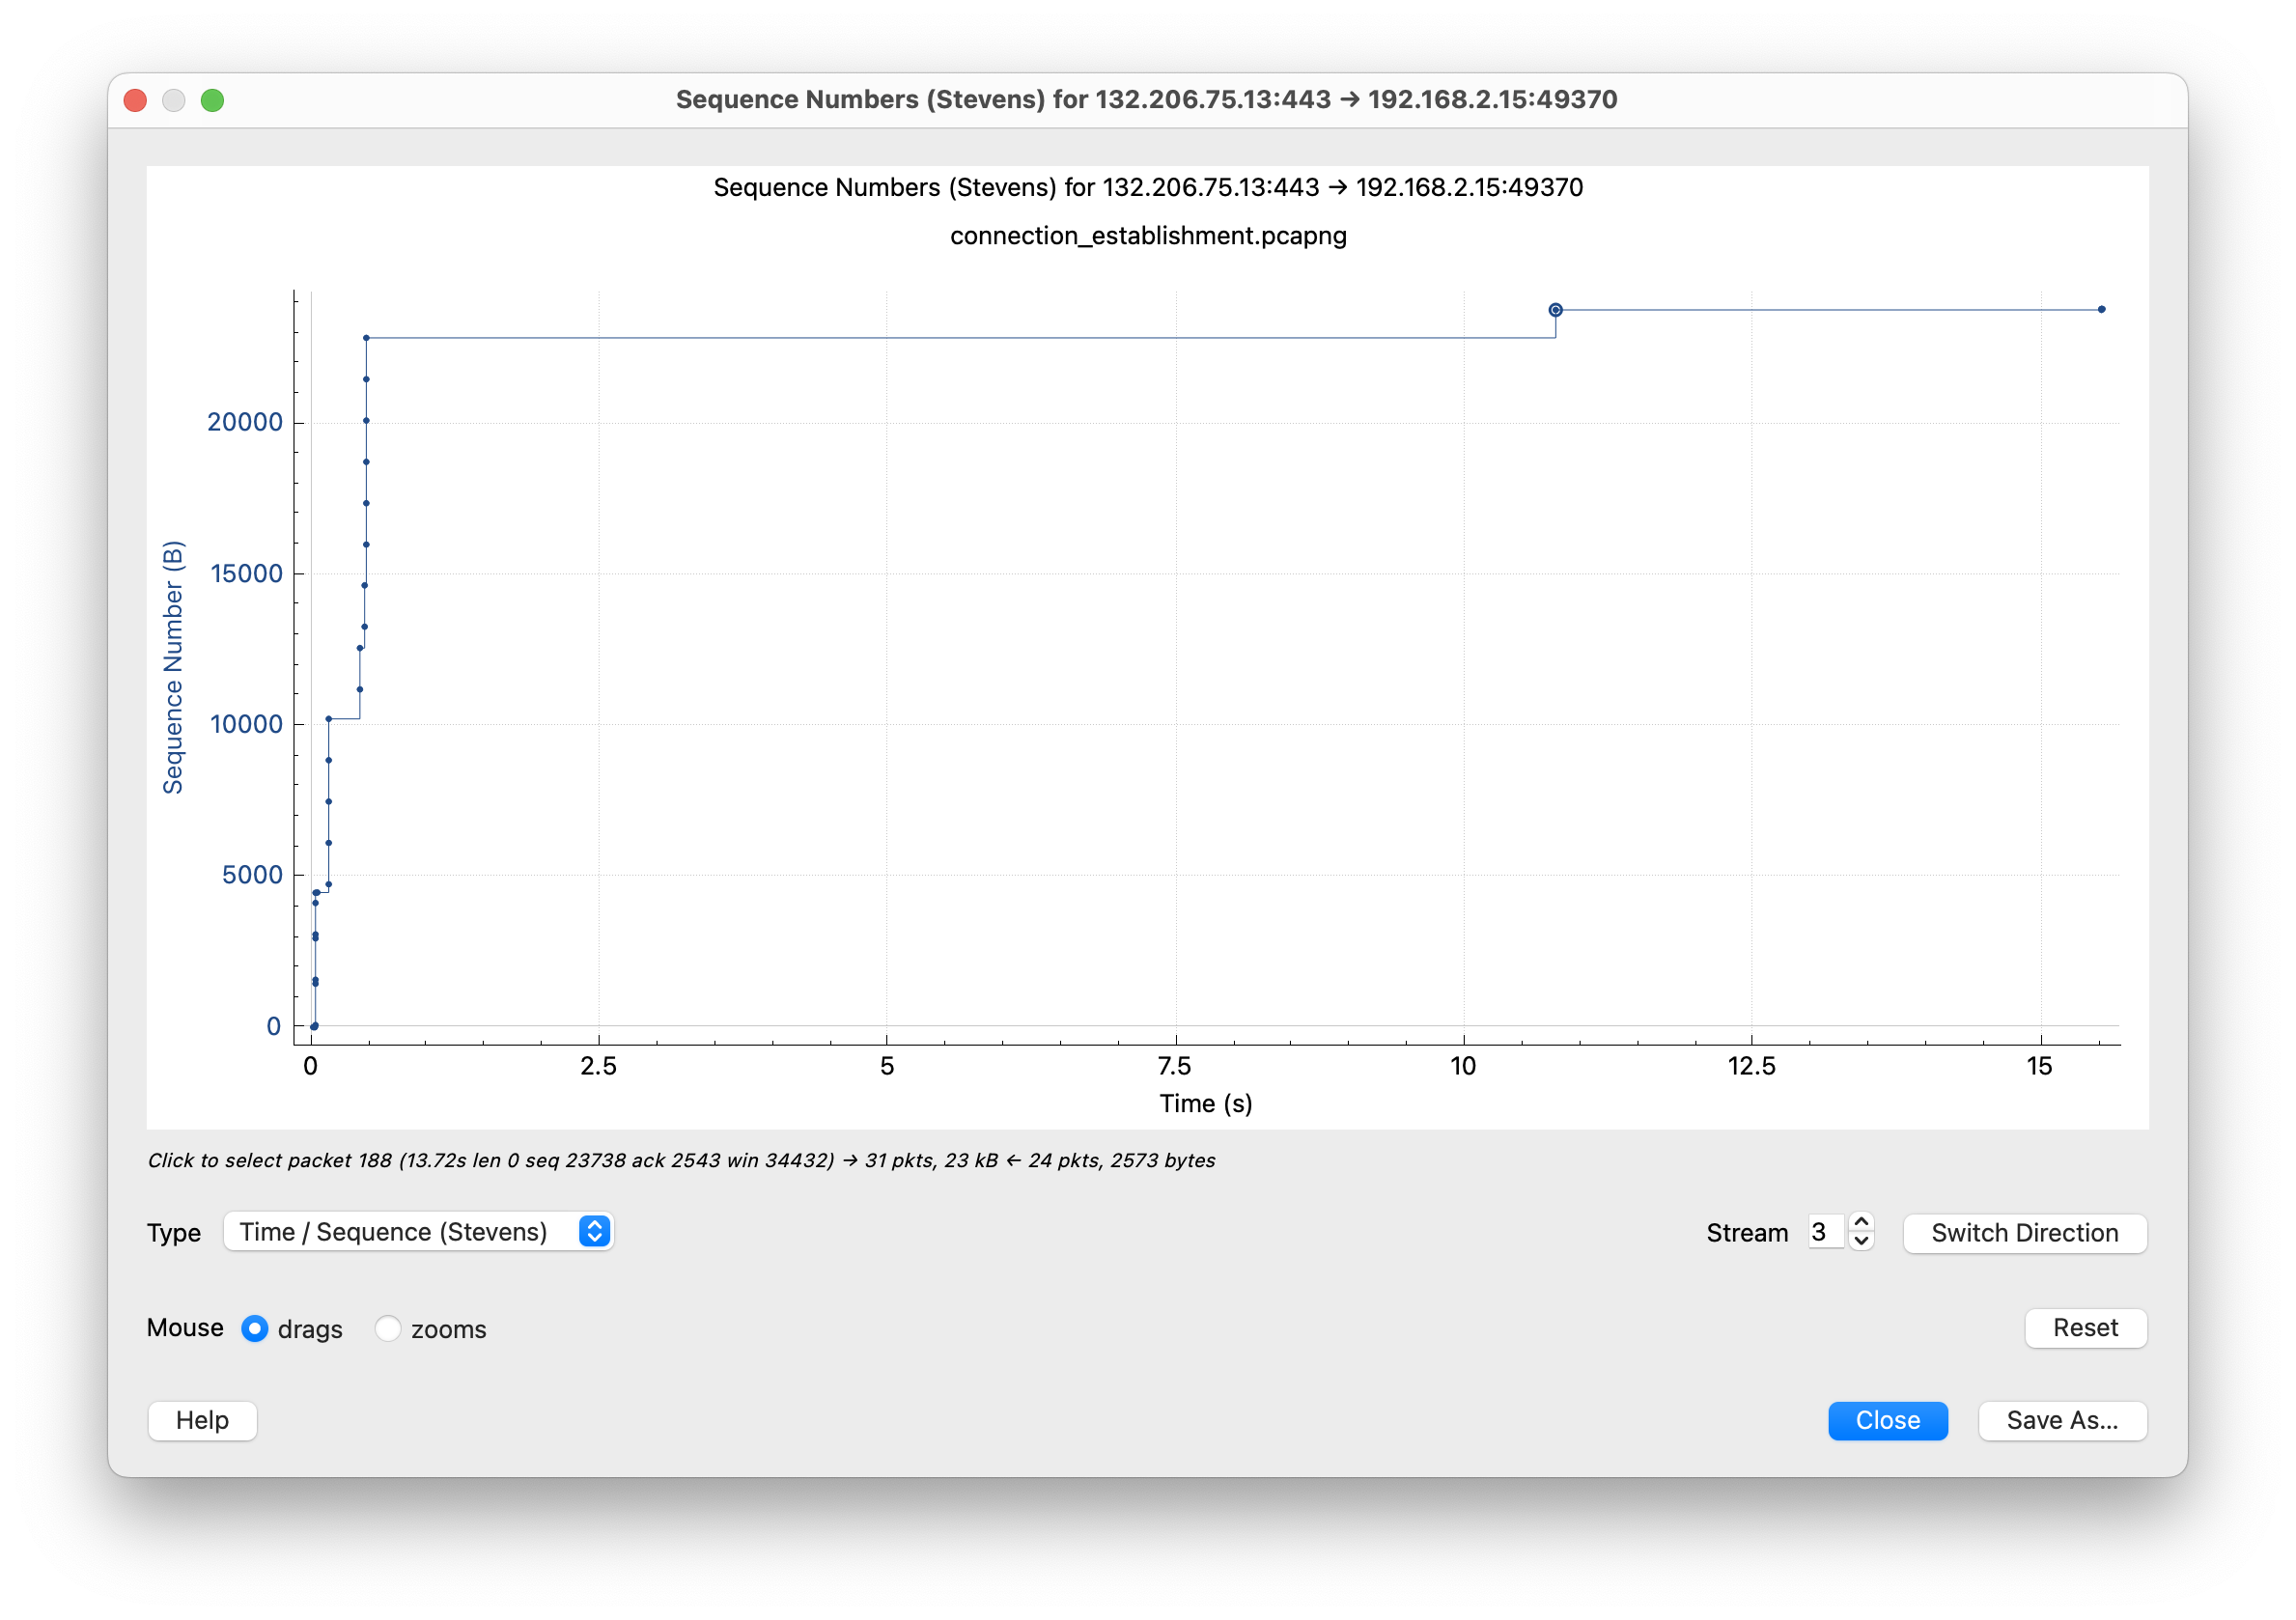 Sequence Numbers (Stevens) for 132.206.75.13:443 → 192.168.2.15:49370
Sequence Numbers (Stevens) for 132.206.75.13:443 → 192.168.2.15:49370
connection_establishment.pcapng
Sequence Number (B)
20000
15000
10000
5000
0
0 2.5 5 7.5 10 12.5 15
Time (s)
Click to select packet 188 (13.72s len 0 seq 23738 ack 2543 win 34432) → 31 pkts, 23 kB ← 24 pkts, 2573 bytes
Type Time / Sequence (Stevens) Stream 3 Switch Direction
Mouse drags zooms Reset
Help Close Save As...